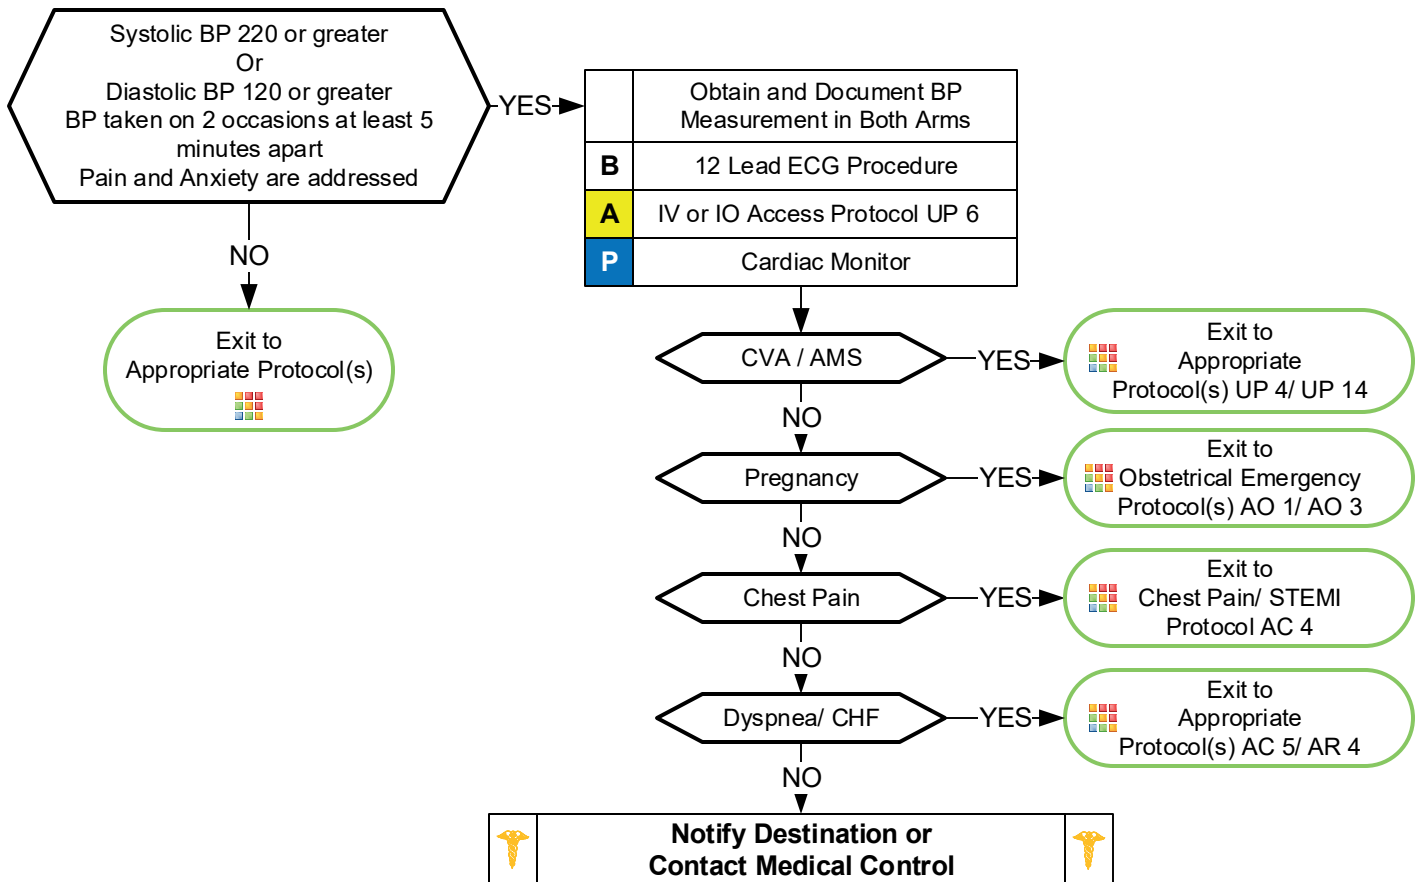 Systolic BP 220 or greater
Or
Diastolic BP 120 or greater
BP taken on 2 occasions at least 5
minutes apart
Pain and Anxiety are addressed
YES
NO
Exit to
Appropriate Protocol(s)
Obtain and Document BP
Measurement in Both Arms
B 12 Lead ECG Procedure
A IV or IO Access Protocol UP 6
P Cardiac Monitor
CVA / AMS
YES
Exit to
Appropriate
Protocol(s) UP 4/ UP 14
NO
Pregnancy
YES
Exit to
Obstetrical Emergency
Protocol(s) AO 1/ AO 3
NO
Chest Pain
YES
Exit to
Chest Pain/ STEMI
Protocol AC 4
NO
Dyspnea/ CHF
YES
Exit to
Appropriate
Protocol(s) AC 5/ AR 4
NO
Notify Destination or
Contact Medical Control